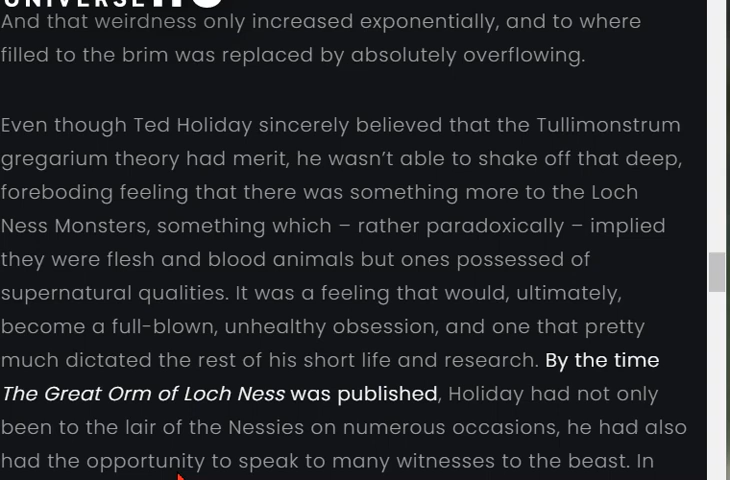 UNIVERSE
And that weirdness only increased exponentially, and to where
filled to the brim was replaced by absolutely overflowing.
Even though Ted Holiday sincerely believed that the Tullimonstrum
gregarium theory had merit, he wasn’t able to shake off that deep,
foreboding feeling that there was something more to the Loch
Ness Monsters, something which – rather paradoxically – implied
they were flesh and blood animals but ones possessed of
supernatural qualities. It was a feeling that would, ultimately,
become a full-blown, unhealthy obsession, and one that pretty
much dictated the rest of his short life and research. By the time
The Great Orm of Loch Ness was published, Holiday had not only
been to the lair of the Nessies on numerous occasions, he had also
had the opportunity to speak to many witnesses to the beast. In